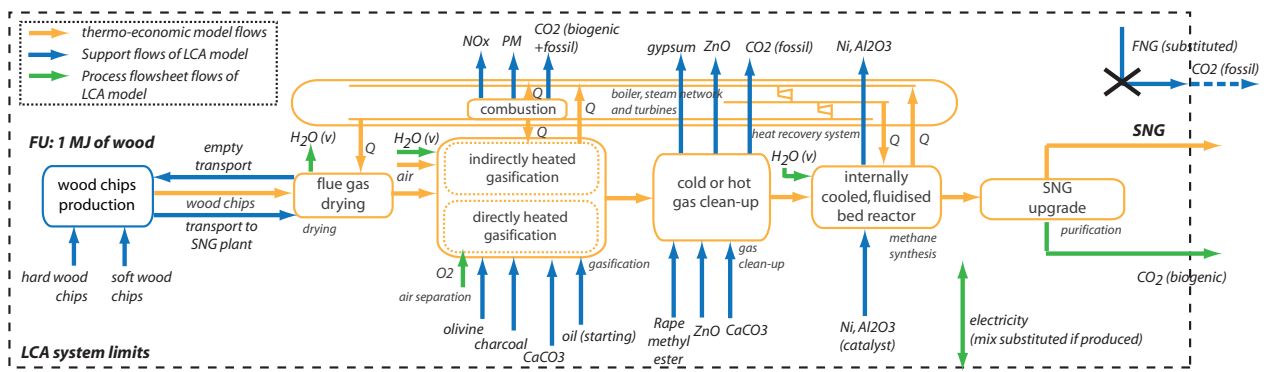 thermo-economic model flows
Support flows of LCA model
Process flowsheet flows of
LCA model
NOx
PM
CO2 (biogenic
+fossil)
gypsum
ZnO
CO2 (fossil)
Ni, Al2O3
FNG (substituted)
CO2 (fossil)
Q
boiler, steam network
and turbines
combustion
Q
Q
Q
heat recovery system
Q
Q
FU: 1 MJ of wood
H2O (v)
H2O (v)
air
H2O (v)
SNG
empty
transport
wood chips
production
wood chips
transport to
SNG plant
flue gas
drying
drying
indirectly heated
gasification
directly heated
gasification
gasification
cold or hot
gas clean-up
gas
clean-up
internally
cooled, fluidised
bed reactor
methane
synthesis
SNG
upgrade
purification
CO2 (biogenic)
hard wood
chips
soft wood
chips
O2
air separation
olivine
charcoal
CaCO3
oil (starting)
Rape
methyl
ester
ZnO
CaCO3
Ni, Al2O3
(catalyst)
electricity
(mix substituted if produced)
LCA system limits